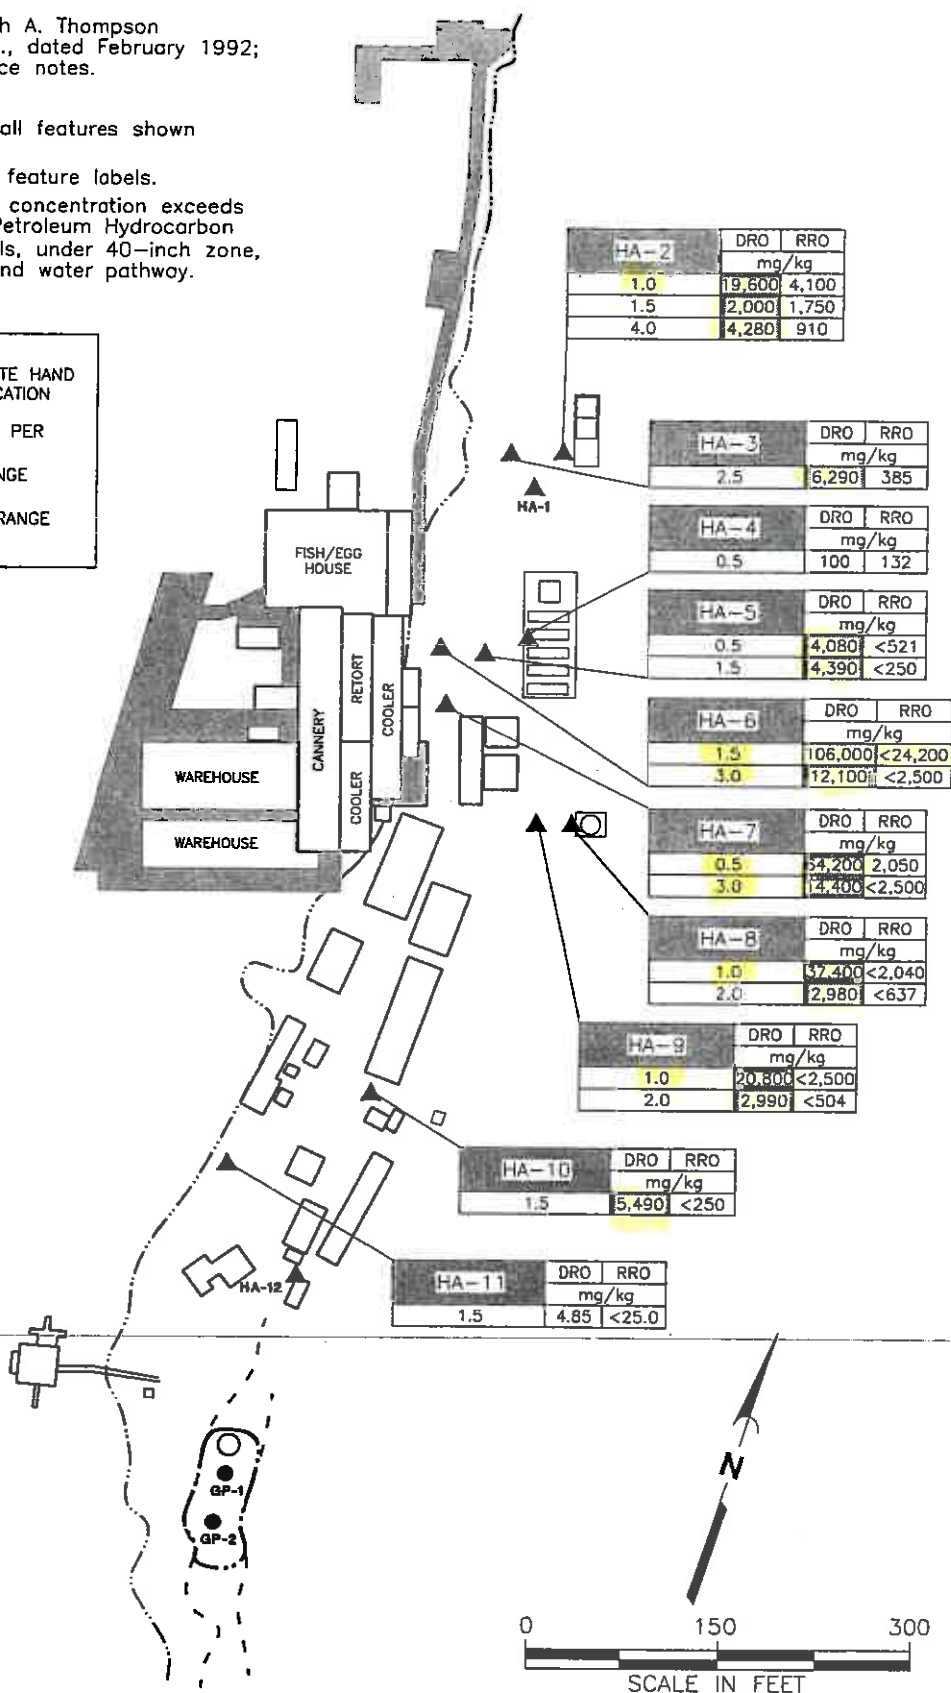 h A. Thompson
., dated February 1992;
ce notes.
all features shown
feature labels.
concentration exceeds
Petroleum Hydrocarbon
ls, under 40-inch zone,
nd water pathway.
TE HAND
CATION
PER
NGE
RANGE
HA-2 DRO RRO
mg/kg
1.0 19,600 4,100
1.5 2,000 1,750
4.0 4,280 910
HA-3 DRO RRO
mg/kg
2.5 6,290 385
HA-1
HA-4 DRO RRO
mg/kg
0.5 100 132
FISH/EGG
HOUSE
HA-5 DRO RRO
mg/kg
0.5 4,080 <521
1.5 4,390 <250
CANNERY
RETORT
COOLER
HA-6 DRO RRO
mg/kg
1.5 106,000 <24,200
3.0 12,100 <2,500
WAREHOUSE
COOLER
WAREHOUSE
HA-7 DRO RRO
mg/kg
0.5 54,200 2,050
3.0 14,400 <2,500
HA-8 DRO RRO
mg/kg
1.0 37,400 <2,040
2.0 2,980 <637
HA-9 DRO RRO
mg/kg
1.0 20,800 <2,500
2.0 2,990 <504
HA-10 DRO RRO
mg/kg
1.5 5,490 <250
HA-11 DRO RRO
mg/kg
1.5 4.85 <25.0
HA-12
GP-1
GP-2
N
0 150 300
SCALE IN FEET